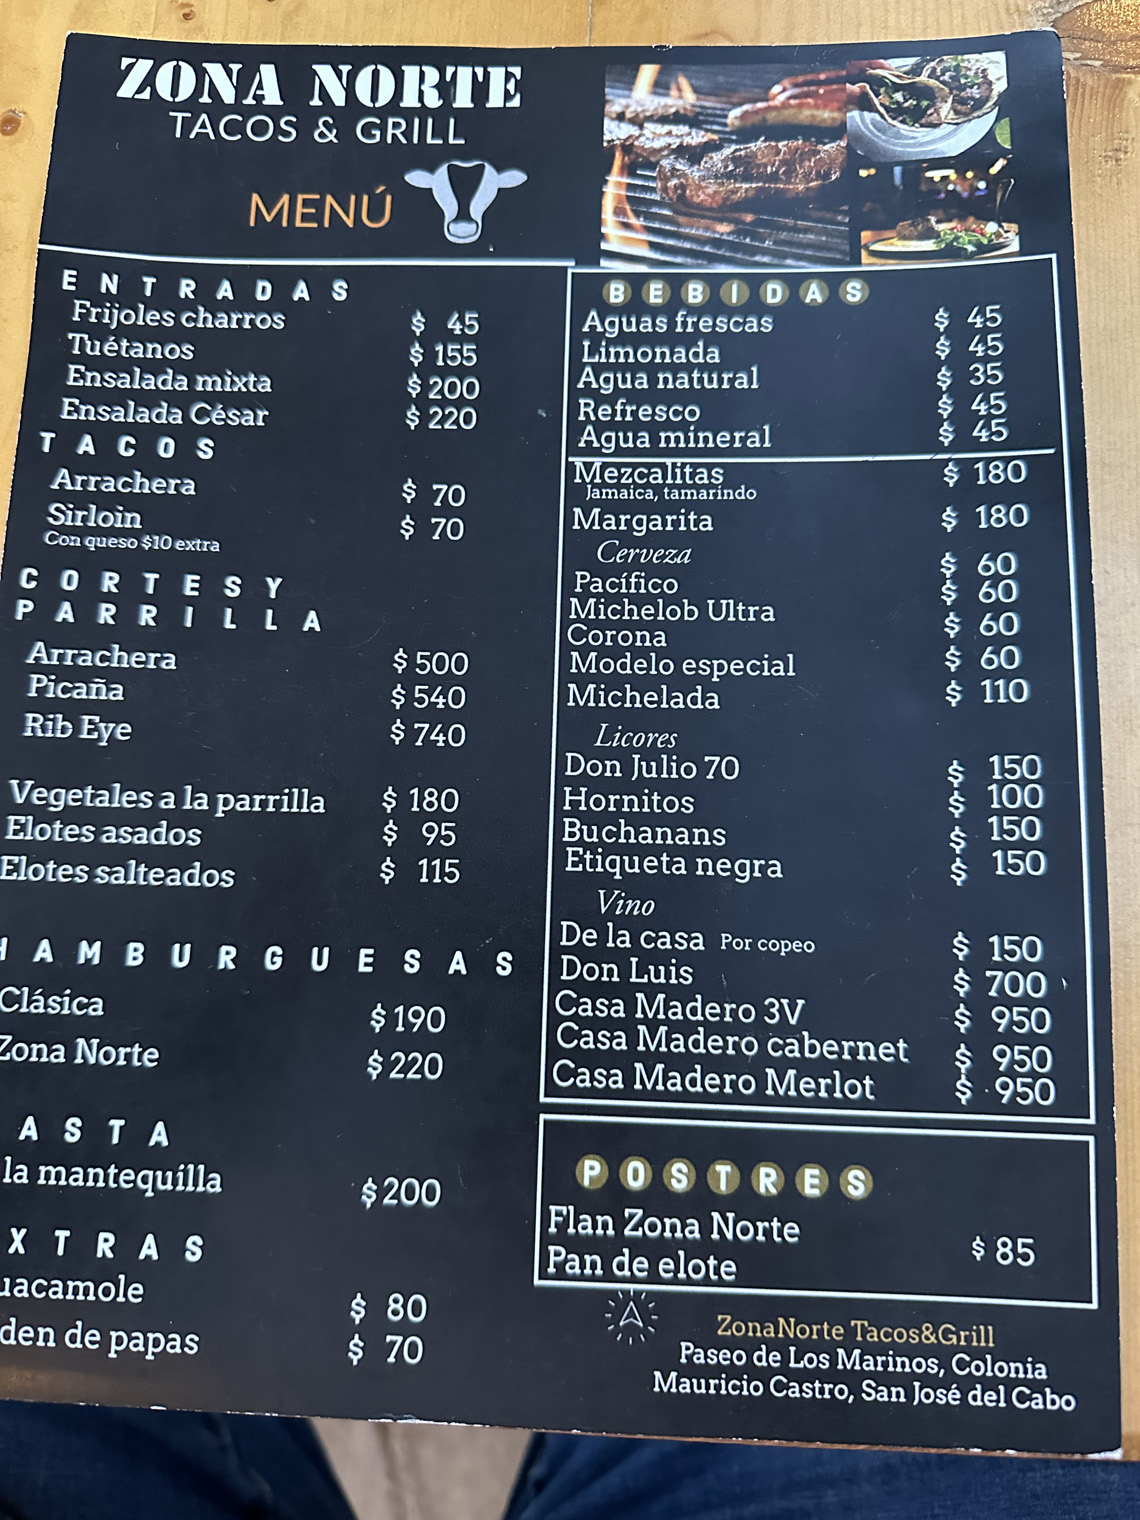 ZONA NORTE
TACOS & GRILL
MENÚ
ENTRADAS
Frijoles charros $ 45
Tuétanos $ 155
Ensalada mixta $ 200
Ensalada César $ 220
TACOS
Arrachera $ 70
Sirloin $ 70
Con queso $10 extra
CORTES Y
PARRILLA
Arrachera $ 500
Picaña $ 540
Rib Eye $ 740
Vegetales a la parrilla $ 180
Elotes asados $ 95
Elotes salteados $ 115
HAMBURGUESAS
Clásica $ 190
Zona Norte $ 220
ASTA
la mantequilla $ 200
XTRAS
uacamole $ 80
den de papas $ 70
BEBIDAS
Aguas frescas $ 45
Limonada $ 45
Agua natural $ 35
Refresco $ 45
Agua mineral $ 45
Mezcalitas $ 180
Jamaica, tamarindo
Margarita $ 180
Cerveza
Pacífico $ 60
Michelob Ultra $ 60
Corona $ 60
Modelo especial $ 60
Michelada $ 110
Licores
Don Julio 70 $ 150
Hornitos $ 100
Buchanans $ 150
Etiqueta negra $ 150
Vino
De la casa Por copeo $ 150
Don Luis $ 700
Casa Madero 3V $ 950
Casa Madero cabernet $ 950
Casa Madero Merlot $ 950
POSTRES
Flan Zona Norte
Pan de elote $ 85
ZonaNorte Tacos&Grill
Paseo de Los Marinos, Colonia
Mauricio Castro, San José del Cabo